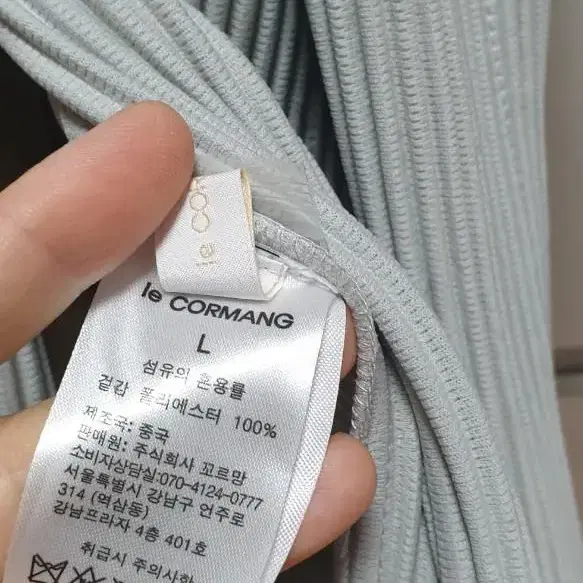 le COR
le CORMANG
L
섬유의 혼용률
겉감 폴리에스터 100%
제조국: 중국
판매원: 주식회사 꼬르망
소비자상담실:070-4124-0777
서울특별시 강남구 언주로
314 (역삼동)
강남프라자 4층 401호
취급시 주의사항